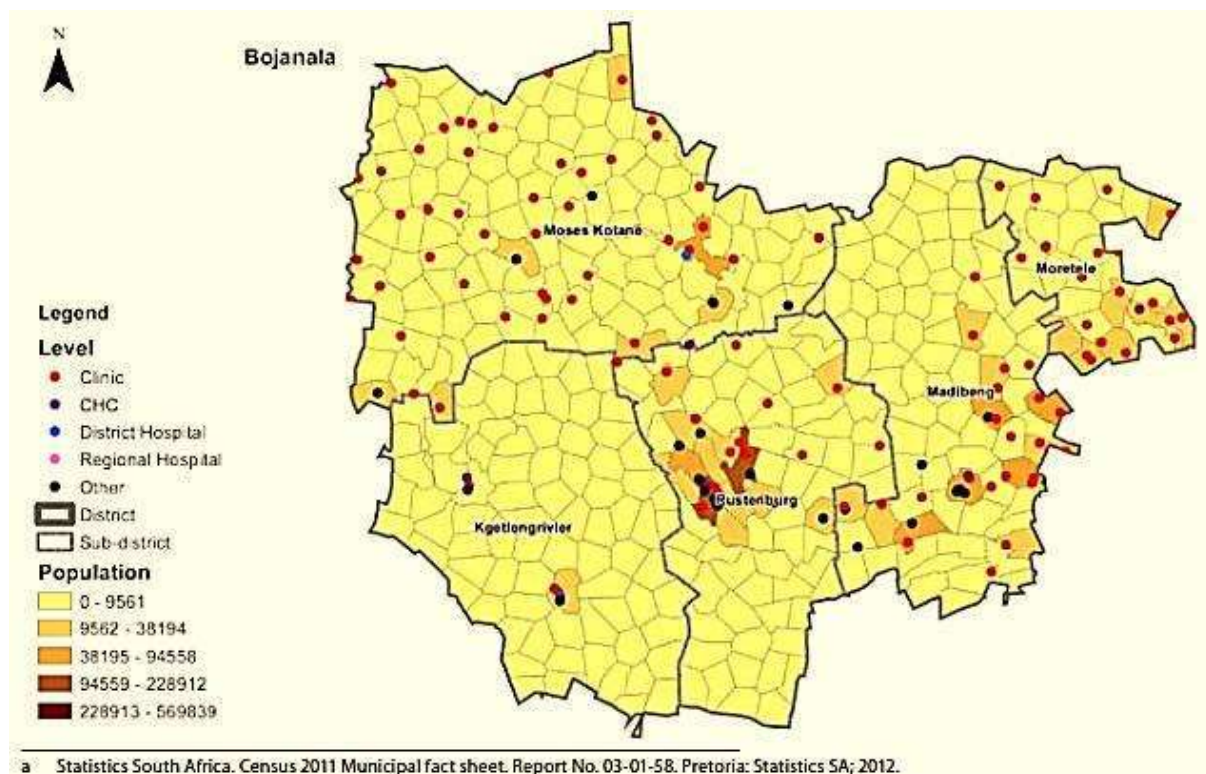 N
Bojanala
Moses Kotane
Moretele
Madibeng
Rustenburg
Kgetlongrivier
Legend
Level
Clinic
CHC
District Hospital
Regional Hospital
Other
District
Sub-district
Population
0 - 9561
9562 - 38194
38195 - 94558
94559 - 228912
228913 - 569839
a Statistics South Africa. Census 2011 Municipal fact sheet. Report No. 03-01-58. Pretoria: Statistics SA; 2012.